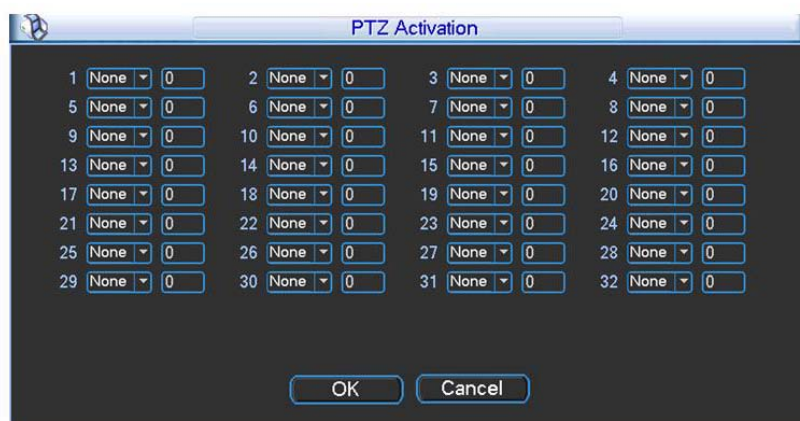 PTZ Activation
1 None 0 2 None 0 3 None 0 4 None 0
5 None 0 6 None 0 7 None 0 8 None 0
9 None 0 10 None 0 11 None 0 12 None 0
13 None 0 14 None 0 15 None 0 16 None 0
17 None 0 18 None 0 19 None 0 20 None 0
21 None 0 22 None 0 23 None 0 24 None 0
25 None 0 26 None 0 27 None 0 28 None 0
29 None 0 30 None 0 31 None 0 32 None 0
OK Cancel